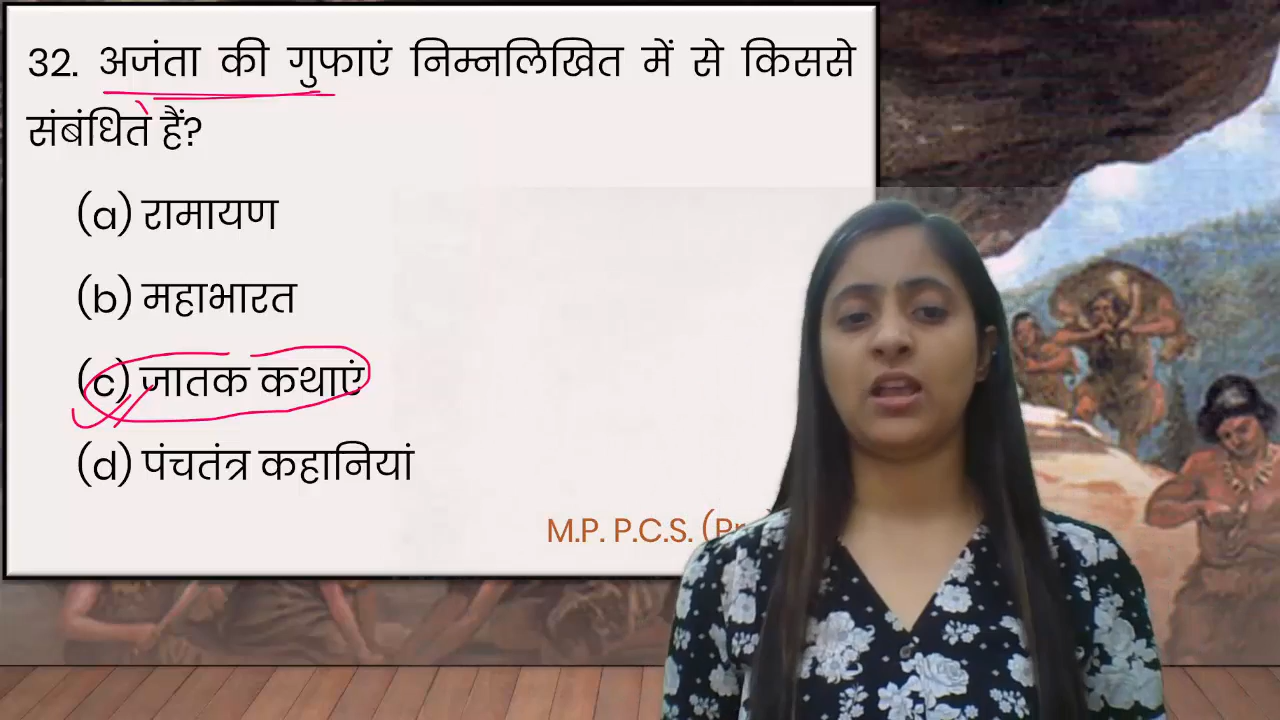 32. अजंता की गुफाएं निम्नलिखित में से किससे
संबंधित हैं?
(a) रामायण
(b) महाभारत
(c) जातक कथाएं
(d) पंचतंत्र कहानियां
M.P. P.C.S.